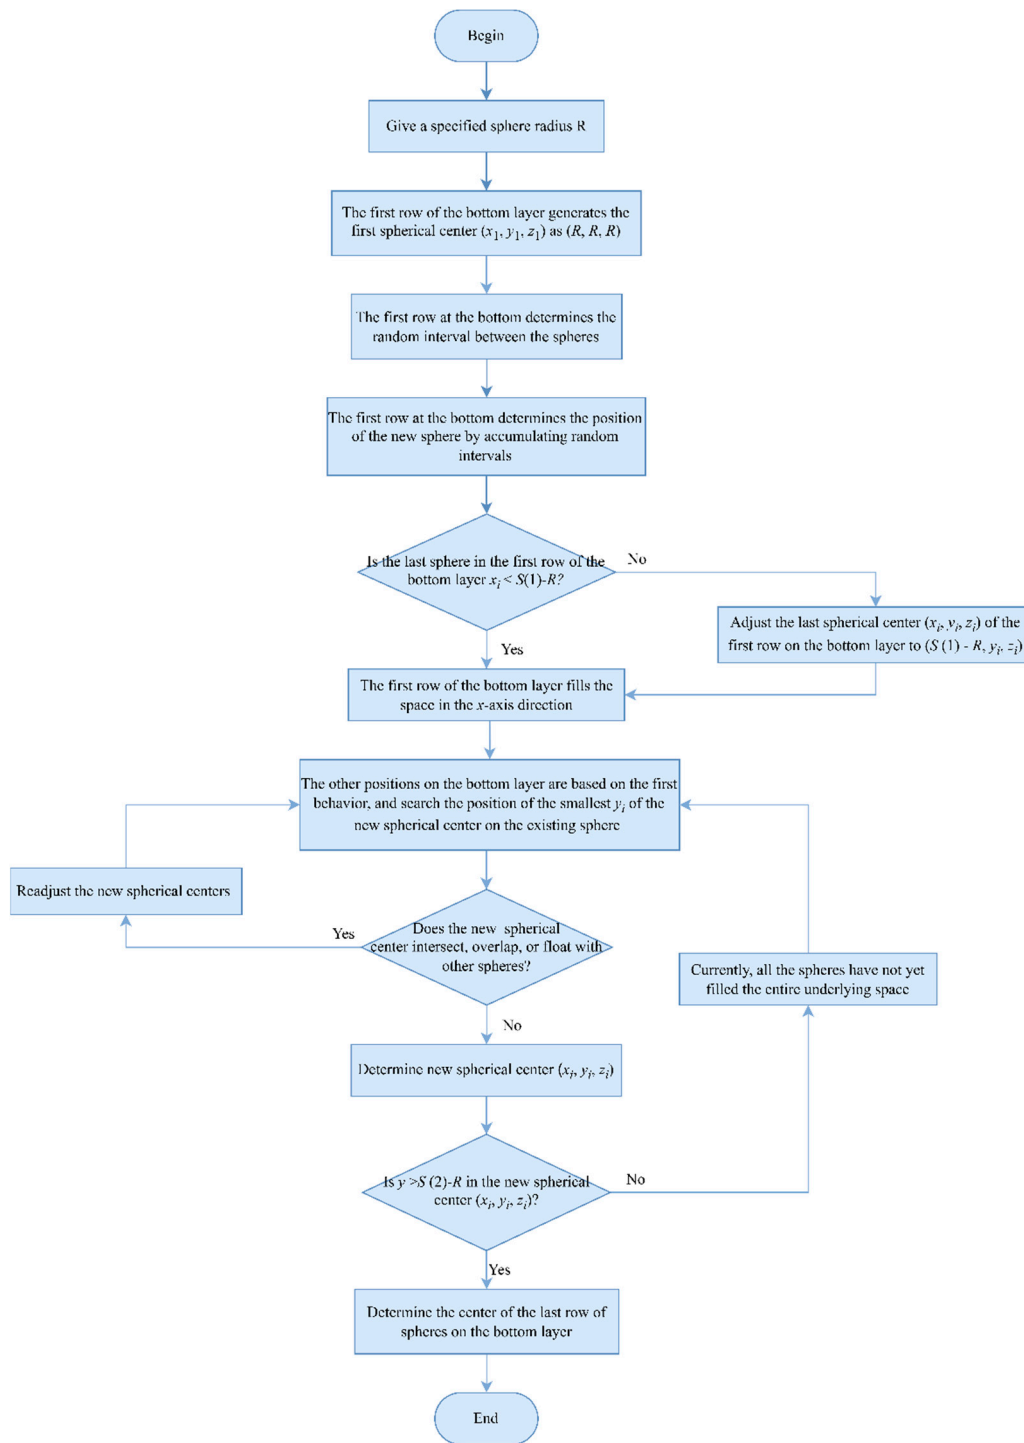 Begin
Give a specified sphere radius R
The first row of the bottom layer generates the
first spherical center (x₁, y₁, z₁) as (R, R, R)
The first row at the bottom determines the
random interval between the spheres
The first row at the bottom determines the position
of the new sphere by accumulating random
intervals
Is the last sphere in the first row of the
bottom layer xᵢ < S(1)-R?
No
Adjust the last spherical center (xᵢ, yᵢ, zᵢ) of the
first row on the bottom layer to (S (1) - R, yᵢ, zᵢ)
Yes
The first row of the bottom layer fills the
space in the x-axis direction
The other positions on the bottom layer are based on the first
behavior, and search the position of the smallest yᵢ of the
new spherical center on the existing sphere
Readjust the new spherical centers
Yes
Does the new spherical
center intersect, overlap, or float with
other spheres?
Currently, all the spheres have not yet
filled the entire underlying space
No
Determine new spherical center (xᵢ, yᵢ, zᵢ)
Is y >S (2)-R in the new spherical
center (xᵢ, yᵢ, zᵢ)?
No
Yes
Determine the center of the last row of
spheres on the bottom layer
End